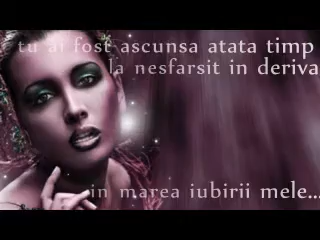 tu ai fost ascunsa atata timp
la nesfarsit in deriva
in marea iubirii mele...